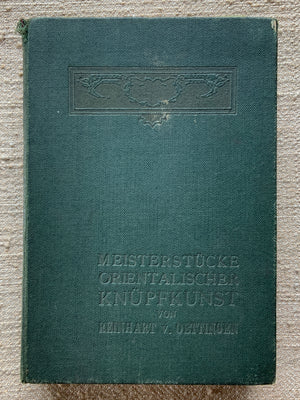 MEISTERSTÜCKE
ORIENTALISCHER
KNÜPFKUNST
VON
REINHART v. OETTINGEN